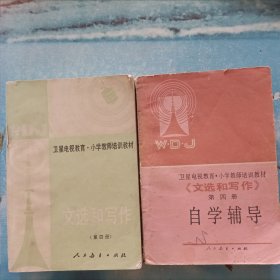 卫星电视教育·小学教师培训教材
文选和写作
(第四册)
人民教育出版社
W·D·J
卫星电视教育·小学教师培训教材
《文选和写作》
第四册
自学辅导
人民教育出版社